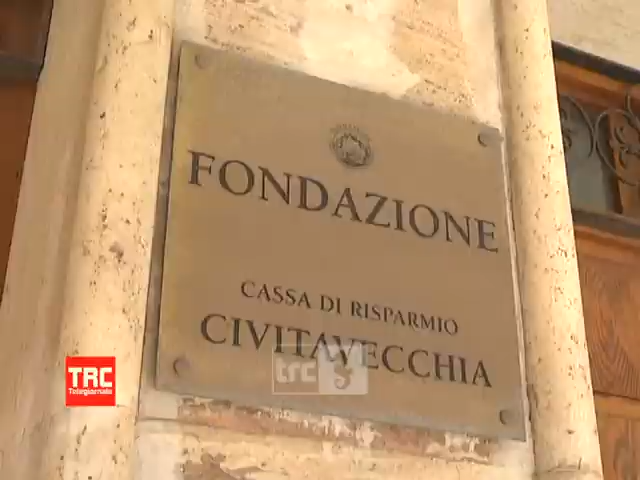 FONDAZIONE
CASSA DI RISPARMIO
CIVITAVECCHIA
TRC
Telegiornale
trc